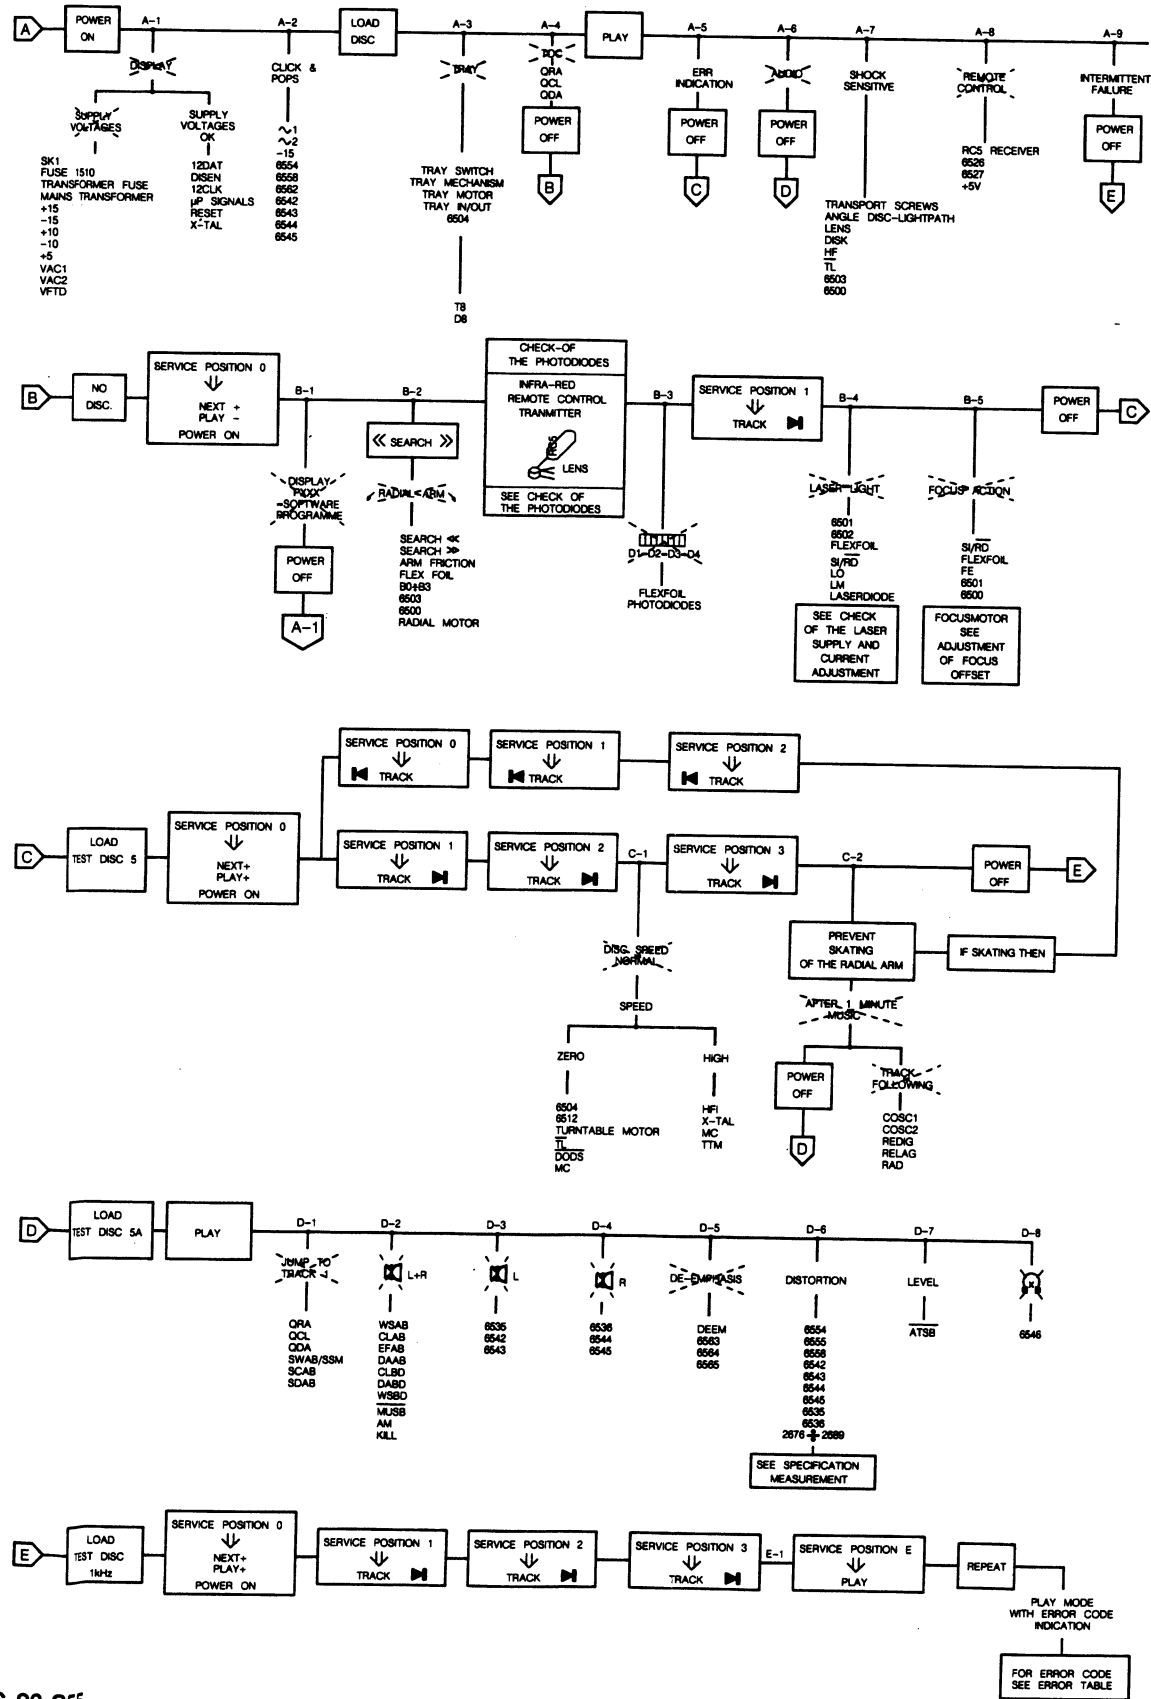 A
POWER
ON
A-1
A-2
LOAD
DISC
A-3
A-4
PLAY
A-5
A-6
A-7
A-8
A-9
DISPLAY
SUPPLY
VOLTAGES
SK1
FUSE 1510
TRANSFORMER FUSE
MAINS TRANSFORMER
+15
-15
+10
-10
+5
VAC1
VAC2
VFTD
SUPPLY
VOLTAGES
OK
12DAT
DISEN
12CLK
µP SIGNALS
RESET
X-TAL
CLICK &
POPS
~1
~2
-15
6554
6558
6562
6542
6543
6544
6545
TRAY
TRAY SWITCH
TRAY MECHANISM
TRAY MOTOR
TRAY IN/OUT
6504
T8
D8
TOC
QRA
QCL
QDA
POWER
OFF
B
ERR
INDICATION
POWER
OFF
C
AUDIO
POWER
OFF
D
SHOCK
SENSITIVE
TRANSPORT SCREWS
ANGLE DISC-LIGHTPATH
LENS
DISK
HF
TL
6503
6500
REMOTE
CONTROL
RC5 RECEIVER
6526
6527
+5V
INTERMITTENT
FAILURE
POWER
OFF
E
B
NO
DISC.
SERVICE POSITION 0
⇓
NEXT +
PLAY -
POWER ON
B-1
DISPLAY
PXXX
=SOFTWARE
PROGRAMME
POWER
OFF
A-1
B-2
≪ SEARCH ≫
RADIAL ARM
SEARCH ≪
SEARCH ≫
ARM FRICTION
FLEX FOIL
B0+B3
6503
6500
RADIAL MOTOR
CHECK-OF
THE PHOTODIODES
INFRA-RED
REMOTE CONTROL
TRANMITTER
RC5
LENS
SEE CHECK OF
THE PHOTODIODES
B-3
D1-D2-D3-D4
FLEXFOIL
PHOTODIODES
SERVICE POSITION 1
⇓
TRACK
B-4
LASER-LIGHT
6501
6502
FLEXFOIL
SI/RD
LO
LM
LASERDIODE
SEE CHECK
OF THE LASER
SUPPLY AND
CURRENT
ADJUSTMENT
B-5
FOCUS ACTION
SI/RD
FLEXFOIL
FE
6501
6500
FOCUSMOTOR
SEE
ADJUSTMENT
OF FOCUS
OFFSET
POWER
OFF
C
SERVICE POSITION 0
⇓
TRACK
SERVICE POSITION 1
⇓
TRACK
SERVICE POSITION 2
⇓
TRACK
C
LOAD
TEST DISC 5
SERVICE POSITION 0
⇓
NEXT+
PLAY+
POWER ON
SERVICE POSITION 1
⇓
TRACK
SERVICE POSITION 2
⇓
TRACK
C-1
SERVICE POSITION 3
⇓
TRACK
C-2
POWER
OFF
E
DISC SPEED
NORMAL
SPEED
ZERO
6504
6512
TURNTABLE MOTOR
TL
DODS
MC
HIGH
HFI
X-TAL
MC
TTM
PREVENT
SKATING
OF THE RADIAL ARM
IF SKATING THEN
AFTER 1 MINUTE
MUSIC
POWER
OFF
D
TRACK
FOLLOWING
COSC1
COSC2
REDIG
RELAG
RAD
D
LOAD
TEST DISC 5A
PLAY
D-1
D-2
D-3
D-4
D-5
D-6
D-7
D-8
JUMP TO
TRACK
QRA
QCL
QDA
SWAB/SSM
SCAB
SDAB
L+R
WSAB
CLAB
EFAB
DAAB
CLBD
DABD
WSBD
MUSB
AM
KILL
L
6535
6542
6543
R
6536
6544
6545
DE-EMPHASIS
DEEM
6563
6564
6565
DISTORTION
6554
6555
6558
6542
6543
6544
6545
6535
6536
2676 ÷ 2689
SEE SPECIFICATION
MEASUREMENT
LEVEL
ATSB
6546
E
LOAD
TEST DISC
1kHz
SERVICE POSITION 0
⇓
NEXT+
PLAY+
POWER ON
SERVICE POSITION 1
⇓
TRACK
SERVICE POSITION 2
⇓
TRACK
SERVICE POSITION 3
⇓
TRACK
E-1
SERVICE POSITION E
⇓
PLAY
REPEAT
PLAY MODE
WITH ERROR CODE
INDICATION
FOR ERROR CODE
SEE ERROR TABLE